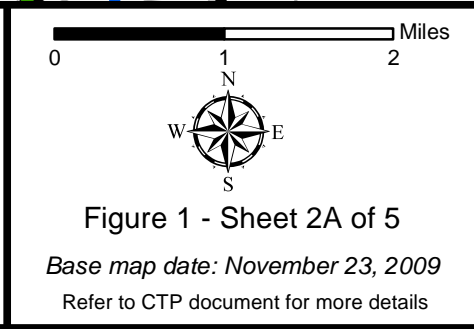 Miles
0 1 2
N
W E
S
Figure 1 - Sheet 2A of 5
Base map date: November 23, 2009
Refer to CTP document for more details